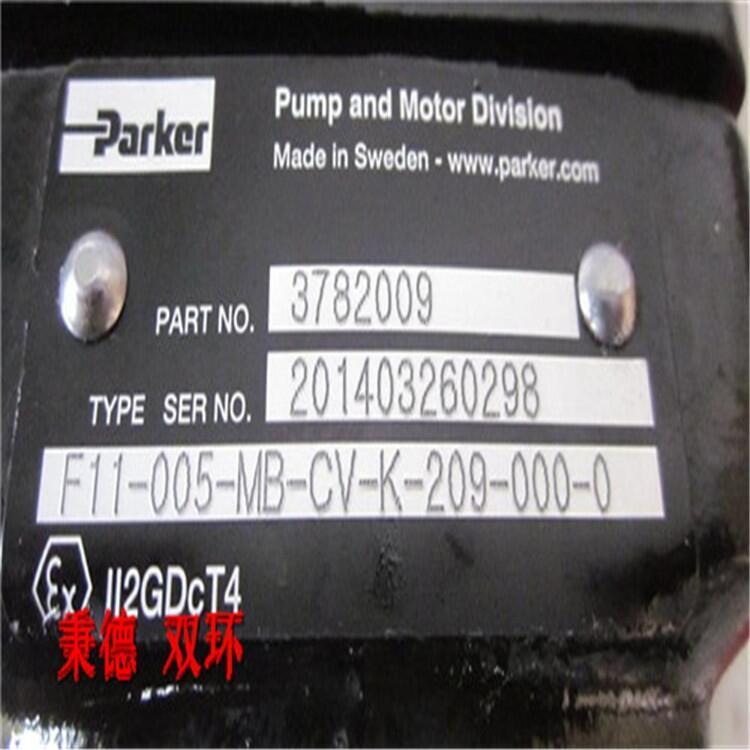 Parker
Pump and Motor Division
Made in Sweden - www.parker.com
PART NO. 3782009
TYPE SER NO. 201403260298
F11-005-MB-CV-K-209-000-0
Ex II2GDcT4
秉德 双环